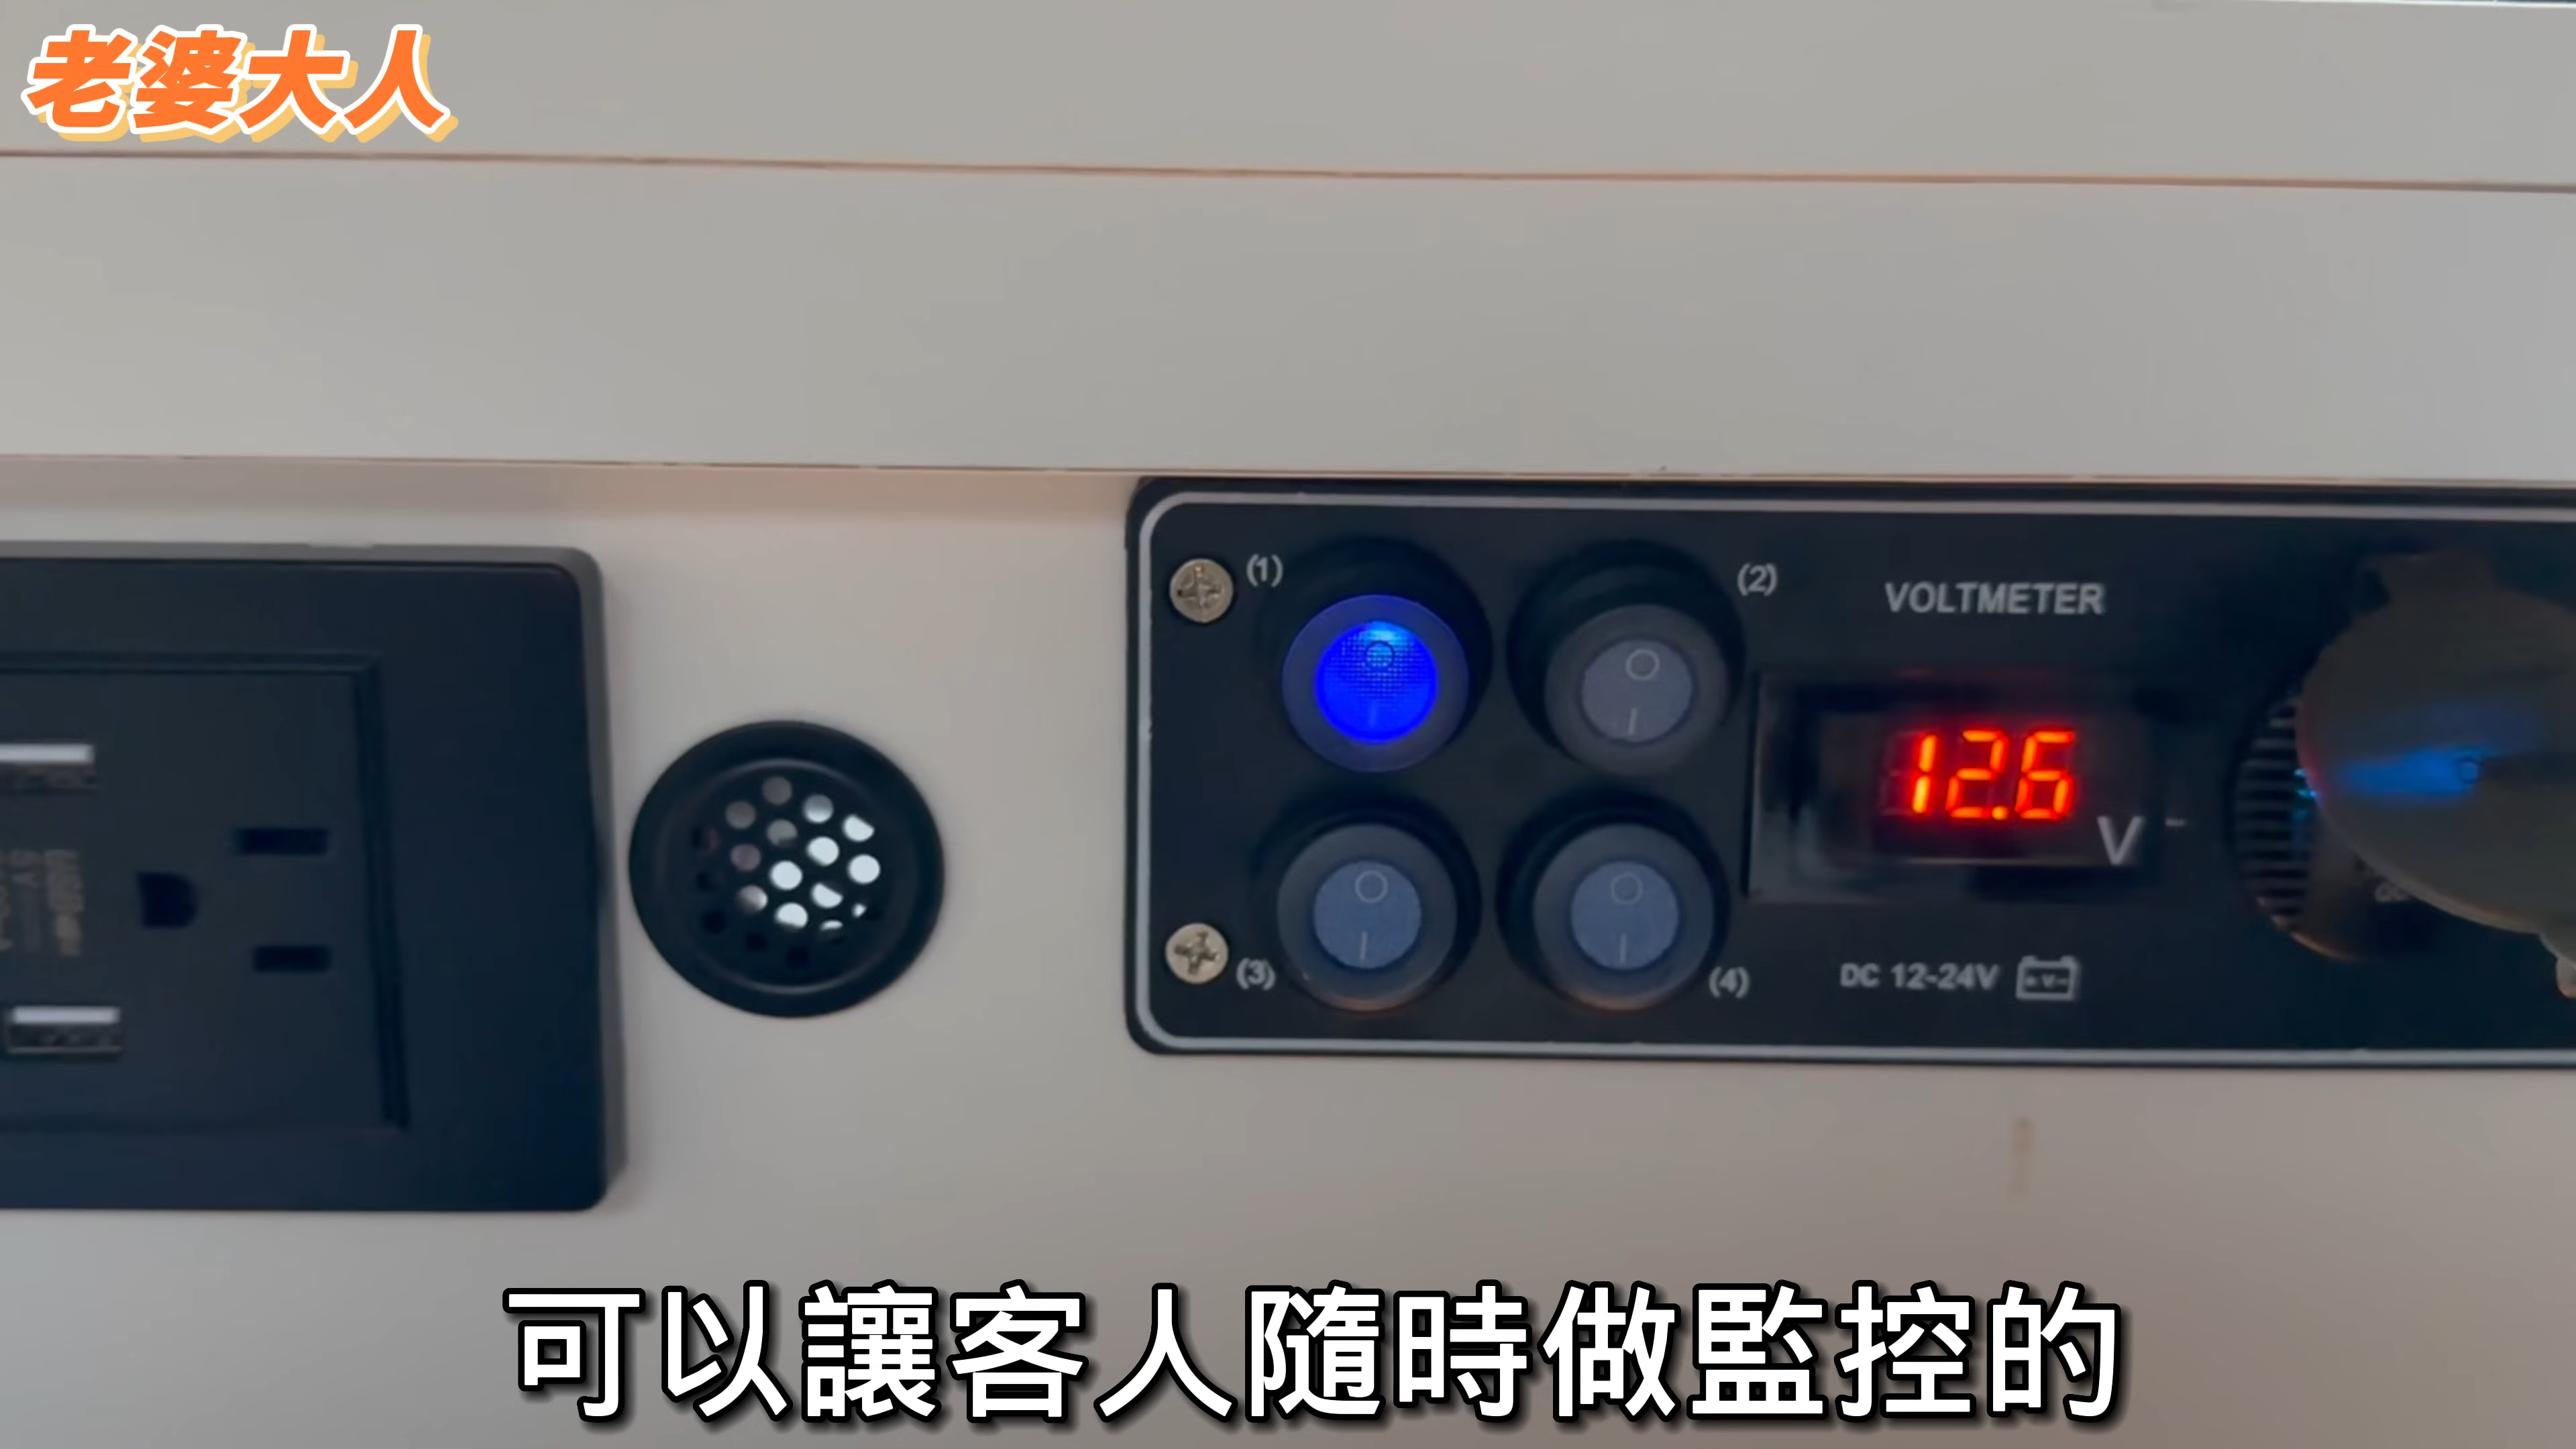 老婆大人
(1)
(2)
VOLTMETER
12.6
V
(3)
(4)
DC 12-24V
可以讓客人隨時做監控的